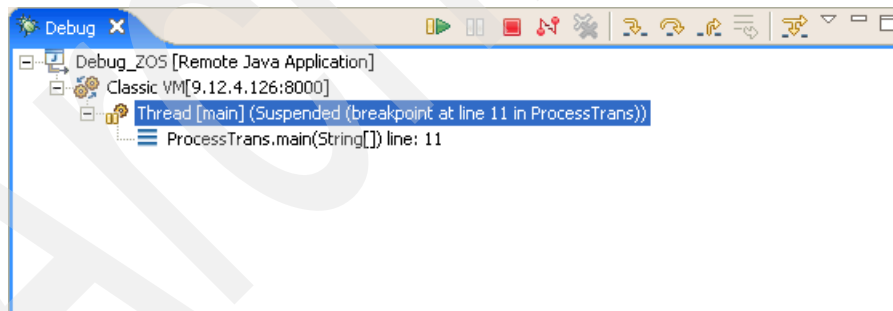 Debug
Debug_ZOS [Remote Java Application]
Classic VM[9.12.4.126:8000]
Thread [main] (Suspended (breakpoint at line 11 in ProcessTrans))
ProcessTrans.main(String[]) line: 11